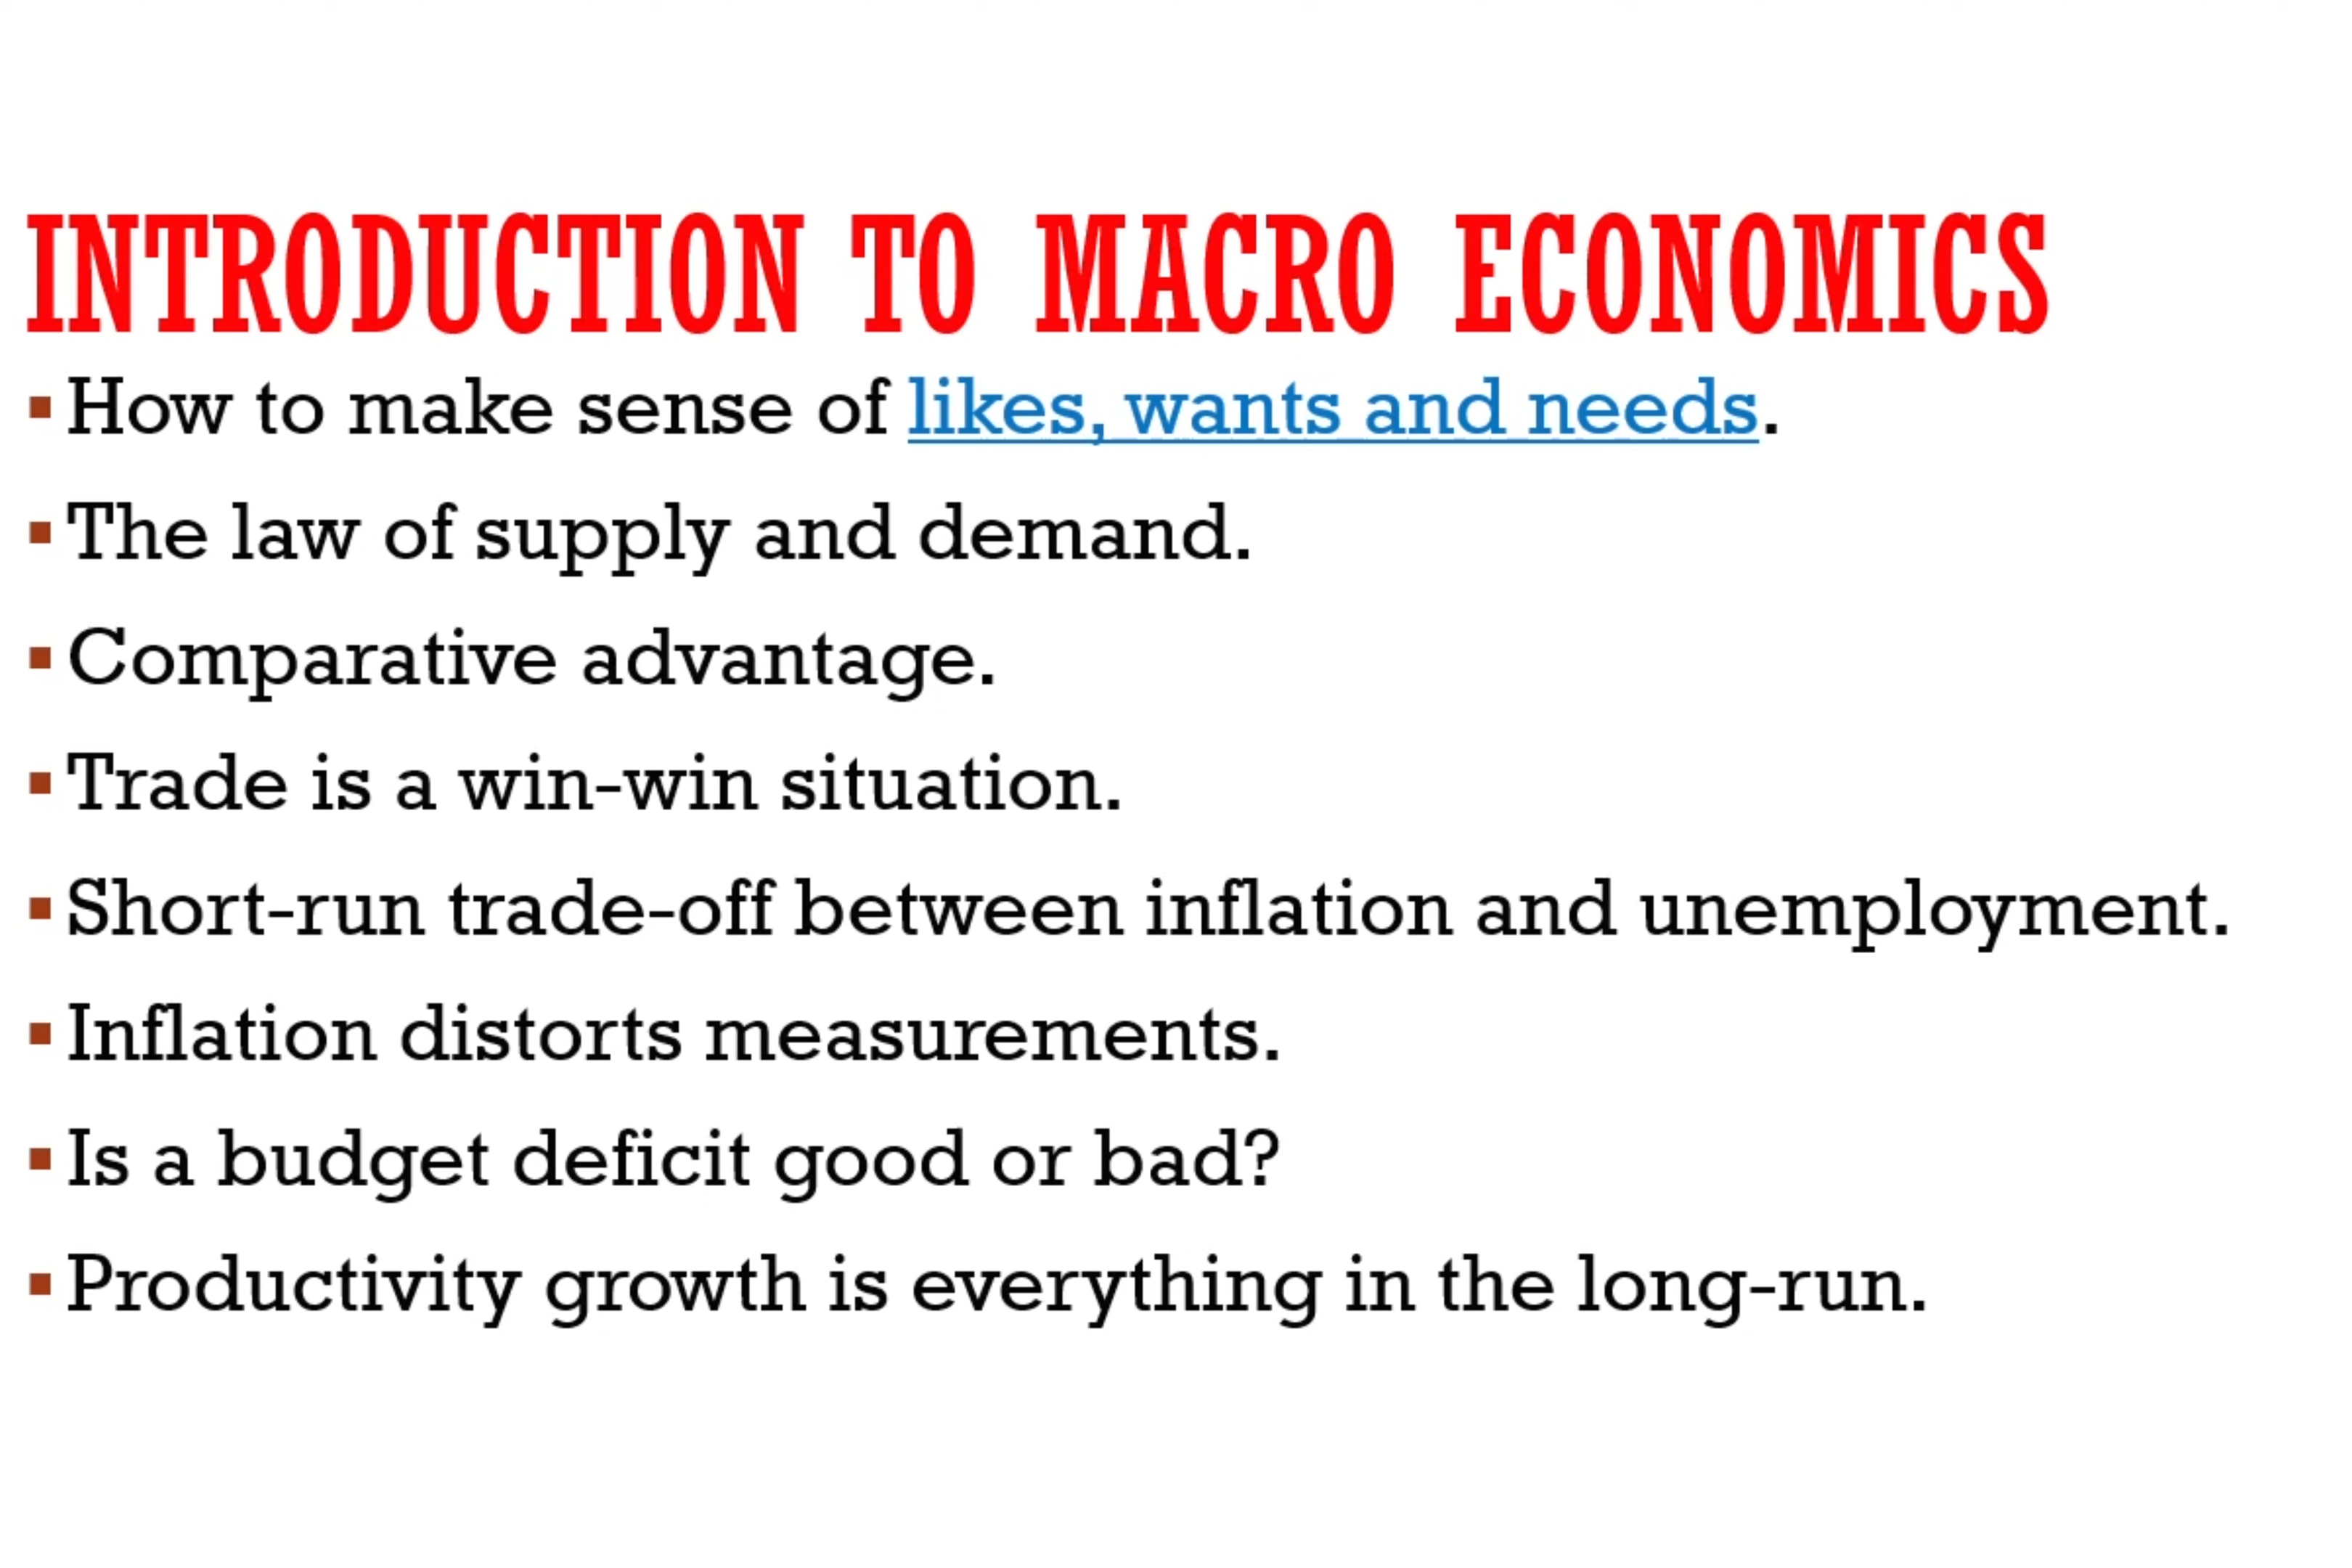 INTRODUCTION TO MACRO ECONOMICS
▪ How to make sense of likes, wants and needs.
▪ The law of supply and demand.
▪ Comparative advantage.
▪ Trade is a win-win situation.
▪ Short-run trade-off between inflation and unemployment.
▪ Inflation distorts measurements.
▪ Is a budget deficit good or bad?
▪ Productivity growth is everything in the long-run.